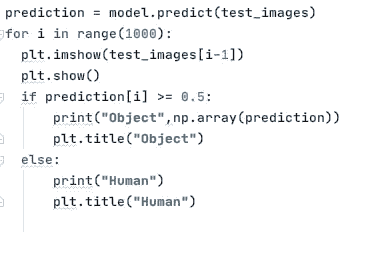 prediction = model.predict(test_images)
for i in range(1000):
    plt.imshow(test_images[i-1])
    plt.show()
    if prediction[i] >= 0.5:
        print("Object",np.array(prediction))
        plt.title("Object")
    else:
        print("Human")
        plt.title("Human")